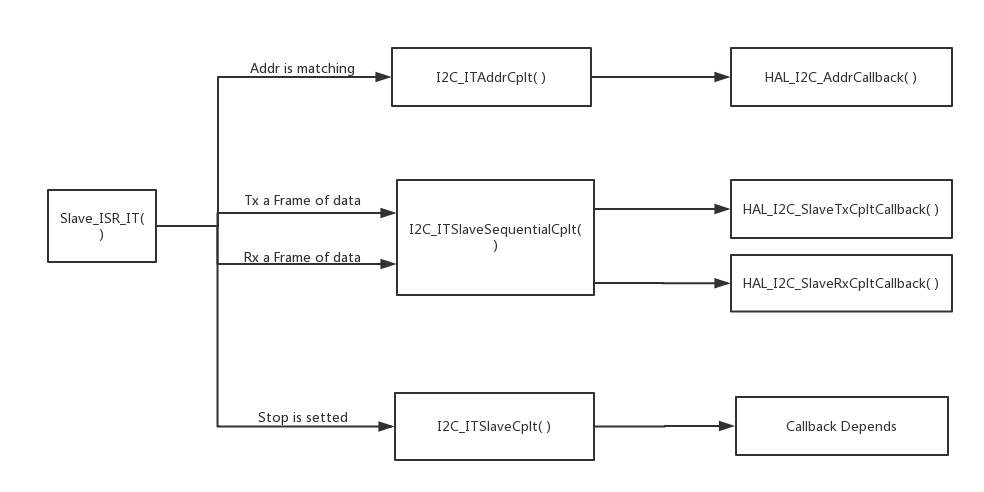 Addr is matching
I2C_ITAddrCplt( )
HAL_I2C_AddrCallback( )
Slave_ISR_IT(
)
Tx a Frame of data
Rx a Frame of data
I2C_ITSlaveSequentialCplt(
)
HAL_I2C_SlaveTxCpltCallback( )
HAL_I2C_SlaveRxCpltCallback( )
Stop is setted
I2C_ITSlaveCplt( )
Callback Depends